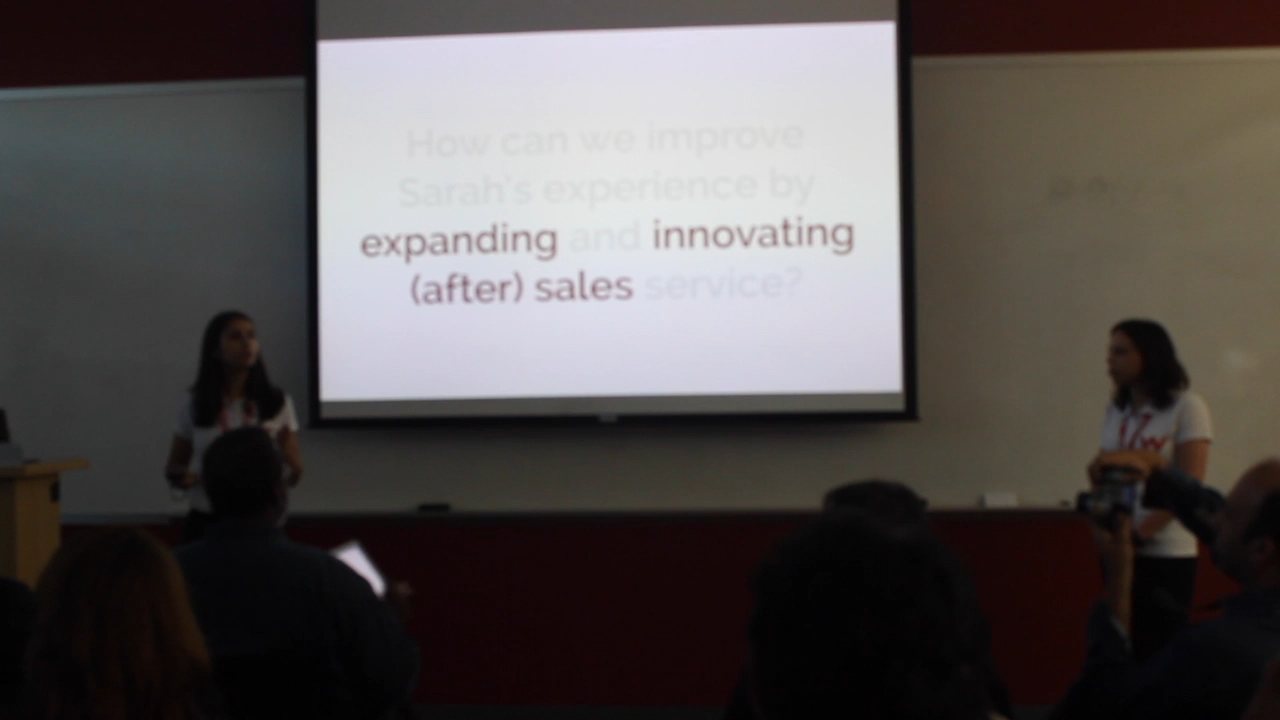 How can we improve
Sarah's experience by
expanding and innovating
(after) sales service?